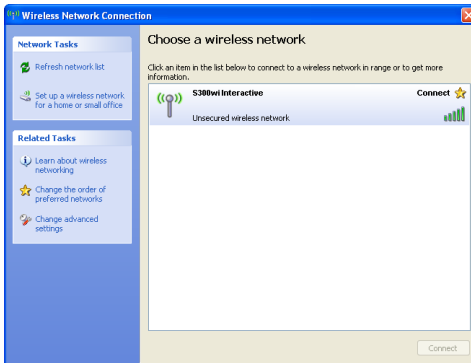 Wireless Network Connection
Network Tasks
Refresh network list
Set up a wireless network
for a home or small office
Related Tasks
Learn about wireless
networking
Change the order of
preferred networks
Change advanced
settings
Choose a wireless network
Click an item in the list below to connect to a wireless network in range or to get more
information.
S300wi Interactive
Connect
Unsecured wireless network
Connect